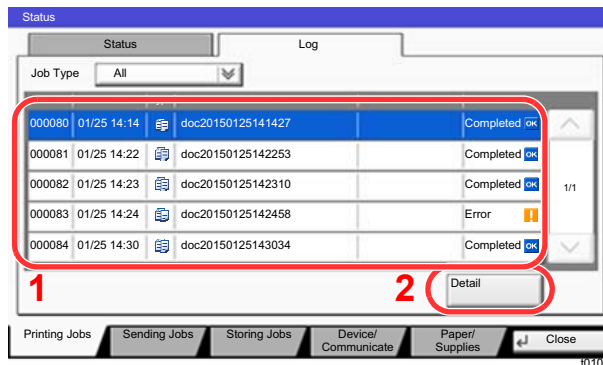 Status
Status Log
Job Type All
000080 01/25 14:14 doc20150125141427 Completed OK
000081 01/25 14:22 doc20150125142253 Completed OK
000082 01/25 14:23 doc20150125142310 Completed OK
1/1
000083 01/25 14:24 doc20150125142458 Error !
000084 01/25 14:30 doc20150125143034 Completed OK
1 2 Detail
Printing Jobs Sending Jobs Storing Jobs Device/
Communicate Paper/
Supplies Close
f010